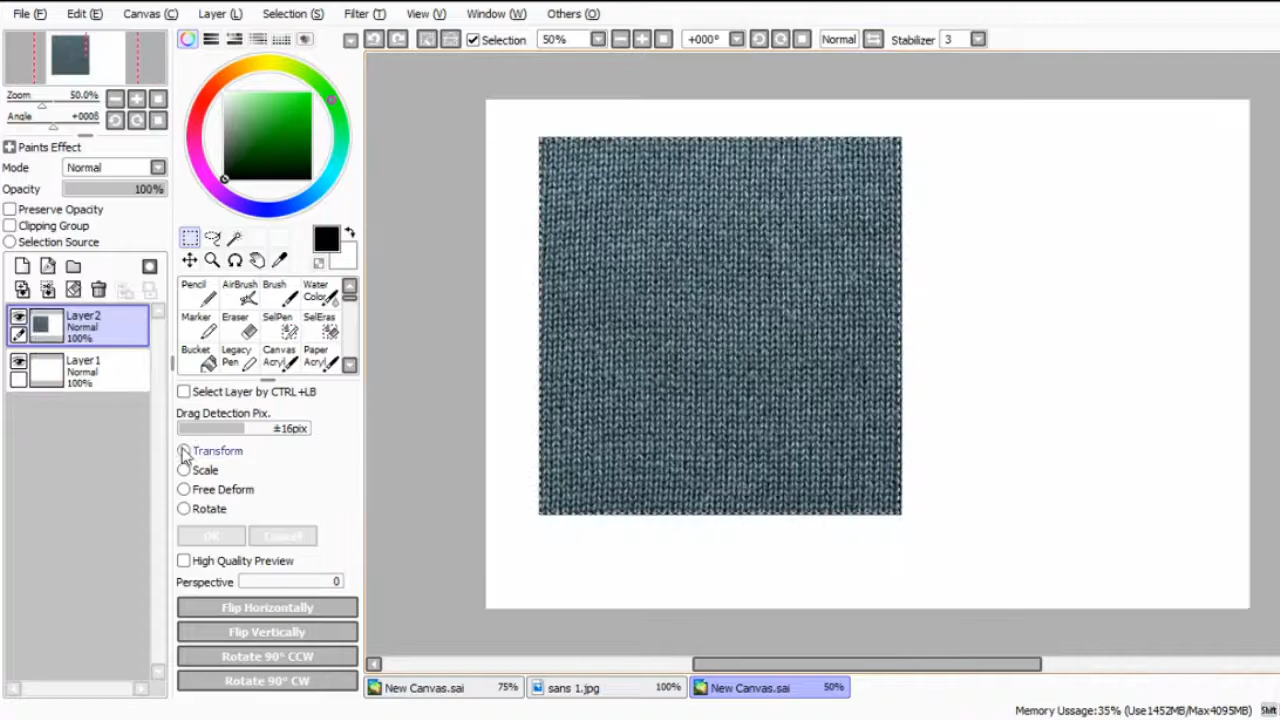 File (F) Edit (E) Canvas (C) Layer (L) Selection (S) Filter (T) View (V) Window (W) Others (O)
Selection 50% +000° Normal Stabilizer 3
Zoom 50.0%
Angle +000ß
Paints Effect
Mode Normal
Opacity 100%
Preserve Opacity
Clipping Group
Selection Source
Layer2
Normal
100%
Layer1
Normal
100%
Pencil AirBrush Brush Water Color
Marker Eraser SelPen SelEras
Bucket Legacy Pen Canvas Acryl Paper Acryl
Select Layer by CTRL+LB
Drag Detection Pix.
±16pix
Transform
Scale
Free Deform
Rotate
OK Cancel
High Quality Preview
Perspective 0
Flip Horizontally
Flip Vertically
Rotate 90° CCW
Rotate 90° CW
New Canvas.sai 75% sans 1.jpg 100% New Canvas.sai 50%
Memory Ussage:35% (Use1452MB/Max4095MB) Shift